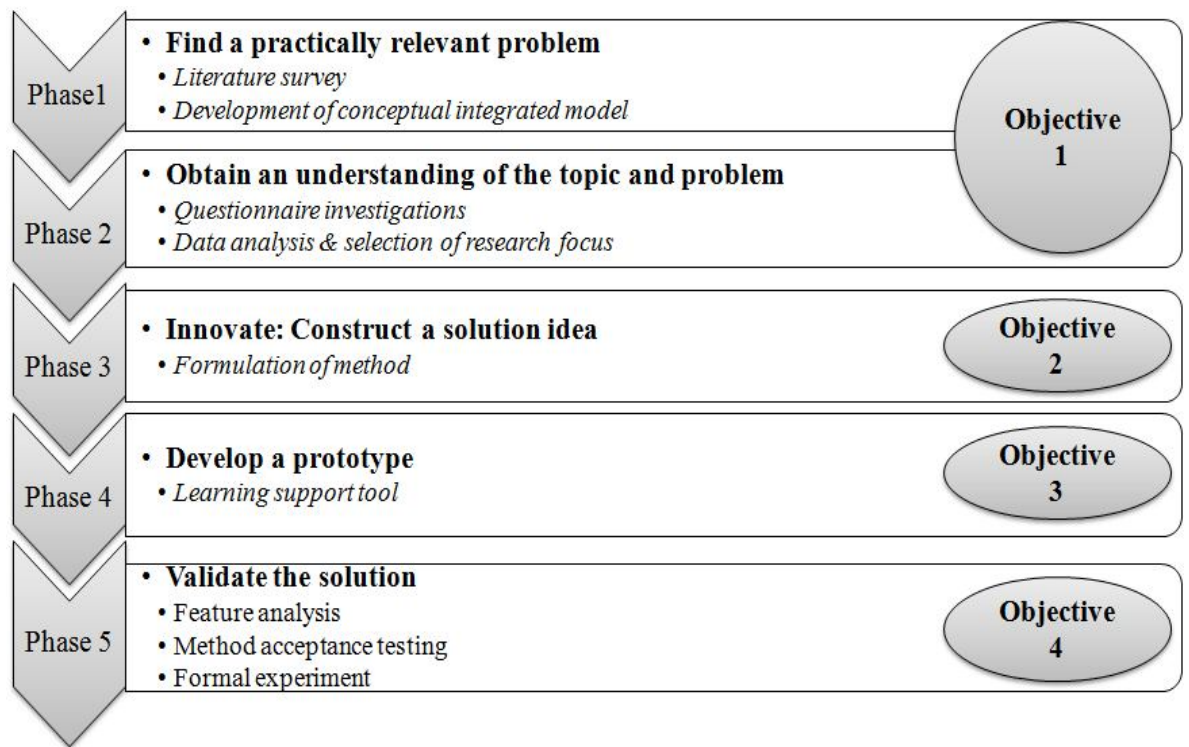 Phase1
• Find a practically relevant problem
• Literature survey
• Development of conceptual integrated model
Objective
1
Phase 2
• Obtain an understanding of the topic and problem
• Questionnaire investigations
• Data analysis & selection of research focus
Phase 3
• Innovate: Construct a solution idea
• Formulation of method
Objective
2
Phase 4
• Develop a prototype
• Learning support tool
Objective
3
Phase 5
• Validate the solution
• Feature analysis
• Method acceptance testing
• Formal experiment
Objective
4